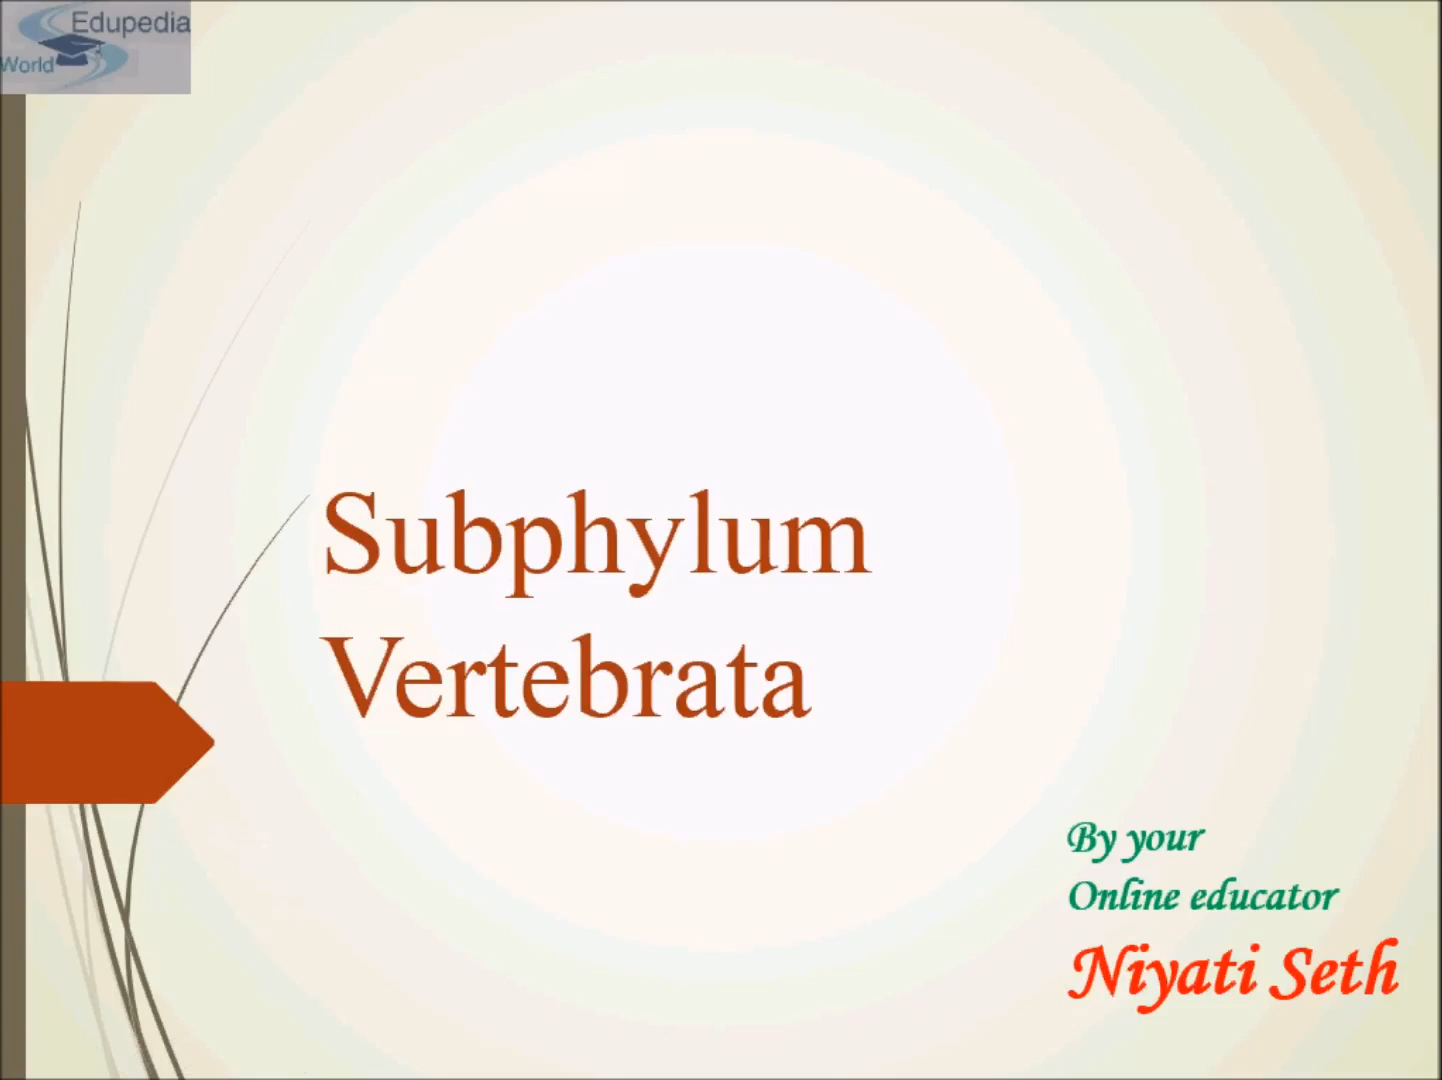 Edupedia
World
Subphylum
Vertebrata
By your
Online educator
Niyati Seth